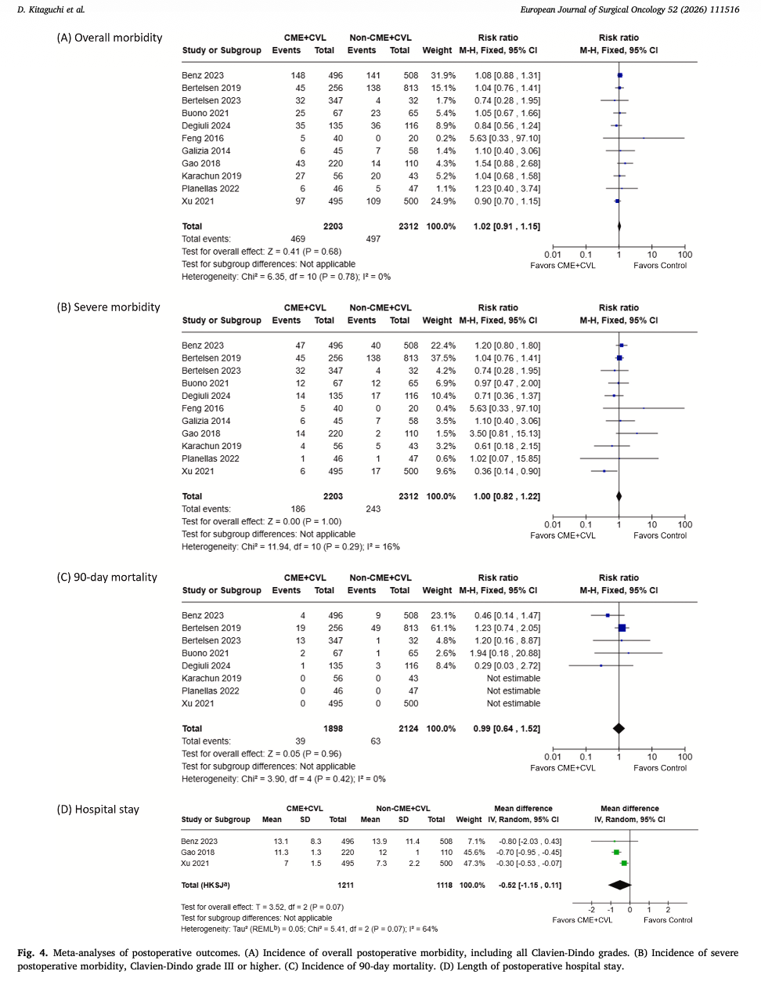 D. Kitaguchi et al.
European Journal of Surgical Oncology 52 (2026) 111516
(A) Overall morbidity
CME+CVL Non-CME+CVL Risk ratio Risk ratio
Study or Subgroup Events Total Events Total Weight M-H, Fixed, 95% CI M-H, Fixed, 95% CI
Benz 2023 148 496 141 508 31.9% 1.08 [0.88 , 1.31]
Bertelsen 2019 45 256 138 813 15.1% 1.04 [0.76 , 1.41]
Bertelsen 2023 32 347 4 32 1.7% 0.74 [0.28 , 1.95]
Buono 2021 25 67 23 65 5.4% 1.05 [0.67 , 1.66]
Degiuli 2024 35 135 36 116 8.9% 0.84 [0.56 , 1.24]
Feng 2016 5 40 0 20 0.2% 5.63 [0.33 , 97.10]
Galizia 2014 6 45 7 58 1.4% 1.10 [0.40 , 3.06]
Gao 2018 43 220 14 110 4.3% 1.54 [0.88 , 2.68]
Karachun 2019 27 56 20 43 5.2% 1.04 [0.68 , 1.58]
Planellas 2022 6 46 5 47 1.1% 1.23 [0.40 , 3.74]
Xu 2021 97 495 109 500 24.9% 0.90 [0.70 , 1.15]
Total 2203 2312 100.0% 1.02 [0.91 , 1.15]
Total events: 469 497
Test for overall effect: Z = 0.41 (P = 0.68)
Test for subgroup differences: Not applicable
Heterogeneity: Chi² = 6.35, df = 10 (P = 0.78); I² = 0%
0.01 0.1 1 10 100
Favors CME+CVL Favors Control
(B) Severe morbidity
CME+CVL Non-CME+CVL Risk ratio Risk ratio
Study or Subgroup Events Total Events Total Weight M-H, Fixed, 95% CI M-H, Fixed, 95% CI
Benz 2023 47 496 40 508 22.4% 1.20 [0.80 , 1.80]
Bertelsen 2019 45 256 138 813 37.5% 1.04 [0.76 , 1.41]
Bertelsen 2023 32 347 4 32 4.2% 0.74 [0.28 , 1.95]
Buono 2021 12 67 12 65 6.9% 0.97 [0.47 , 2.00]
Degiuli 2024 14 135 17 116 10.4% 0.71 [0.36 , 1.37]
Feng 2016 5 40 0 20 0.4% 5.63 [0.33 , 97.10]
Galizia 2014 6 45 7 58 3.5% 1.10 [0.40 , 3.06]
Gao 2018 14 220 2 110 1.5% 3.50 [0.81 , 15.13]
Karachun 2019 4 56 5 43 3.2% 0.61 [0.18 , 2.15]
Planellas 2022 1 46 1 47 0.6% 1.02 [0.07 , 15.85]
Xu 2021 6 495 17 500 9.6% 0.36 [0.14 , 0.90]
Total 2203 2312 100.0% 1.00 [0.82 , 1.22]
Total events: 186 243
Test for overall effect: Z = 0.00 (P = 1.00)
Test for subgroup differences: Not applicable
Heterogeneity: Chi² = 11.94, df = 10 (P = 0.29); I² = 16%
0.01 0.1 1 10 100
Favors CME+CVL Favors Control
(C) 90-day mortality
CME+CVL Non-CME+CVL Risk ratio Risk ratio
Study or Subgroup Events Total Events Total Weight M-H, Fixed, 95% CI M-H, Fixed, 95% CI
Benz 2023 4 496 9 508 23.1% 0.46 [0.14 , 1.47]
Bertelsen 2019 19 256 49 813 61.1% 1.23 [0.74 , 2.05]
Bertelsen 2023 13 347 1 32 4.8% 1.20 [0.16 , 8.87]
Buono 2021 2 67 1 65 2.6% 1.94 [0.18 , 20.88]
Degiuli 2024 1 135 3 116 8.4% 0.29 [0.03 , 2.72]
Karachun 2019 0 56 0 43 Not estimable
Planellas 2022 0 46 0 47 Not estimable
Xu 2021 0 495 0 500 Not estimable
Total 1898 2124 100.0% 0.99 [0.64 , 1.52]
Total events: 39 63
Test for overall effect: Z = 0.05 (P = 0.96)
Test for subgroup differences: Not applicable
Heterogeneity: Chi² = 3.90, df = 4 (P = 0.42); I² = 0%
0.01 0.1 1 10 100
Favors CME+CVL Favors Control
(D) Hospital stay
CME+CVL Non-CME+CVL Mean difference Mean difference
Study or Subgroup Mean SD Total Mean SD Total Weight IV, Random, 95% CI IV, Random, 95% CI
Benz 2023 13.1 8.3 496 13.9 11.4 508 7.1% -0.80 [-2.03 , 0.43]
Gao 2018 11.3 1.3 220 12 1 110 45.6% -0.70 [-0.95 , -0.45]
Xu 2021 7 1.5 495 7.3 2.2 500 47.3% -0.30 [-0.53 , -0.07]
Total (HKSJᵃ) 1211 1118 100.0% -0.52 [-1.15 , 0.11]
Test for overall effect: T = 3.52, df = 2 (P = 0.07)
Test for subgroup differences: Not applicable
Heterogeneity: Tau² (REMLᵇ) = 0.05; Chi² = 5.41, df = 2 (P = 0.07); I² = 64%
-2 -1 0 1 2
Favors CME+CVL Favors Control
Fig. 4. Meta-analyses of postoperative outcomes. (A) Incidence of overall postoperative morbidity, including all Clavien-Dindo grades. (B) Incidence of severe
postoperative morbidity, Clavien-Dindo grade III or higher. (C) Incidence of 90-day mortality. (D) Length of postoperative hospital stay.